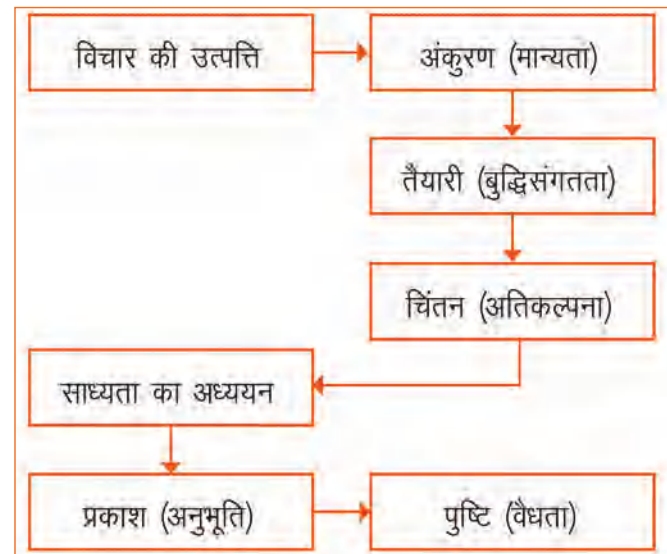 विचार की उत्पत्ति
अंकुरण (मान्यता)
तैयारी (बुद्धिसंगतता)
चिंतन (अतिकल्पना)
साध्यता का अध्ययन
प्रकाश (अनुभूति)
पुष्टि (वैधता)